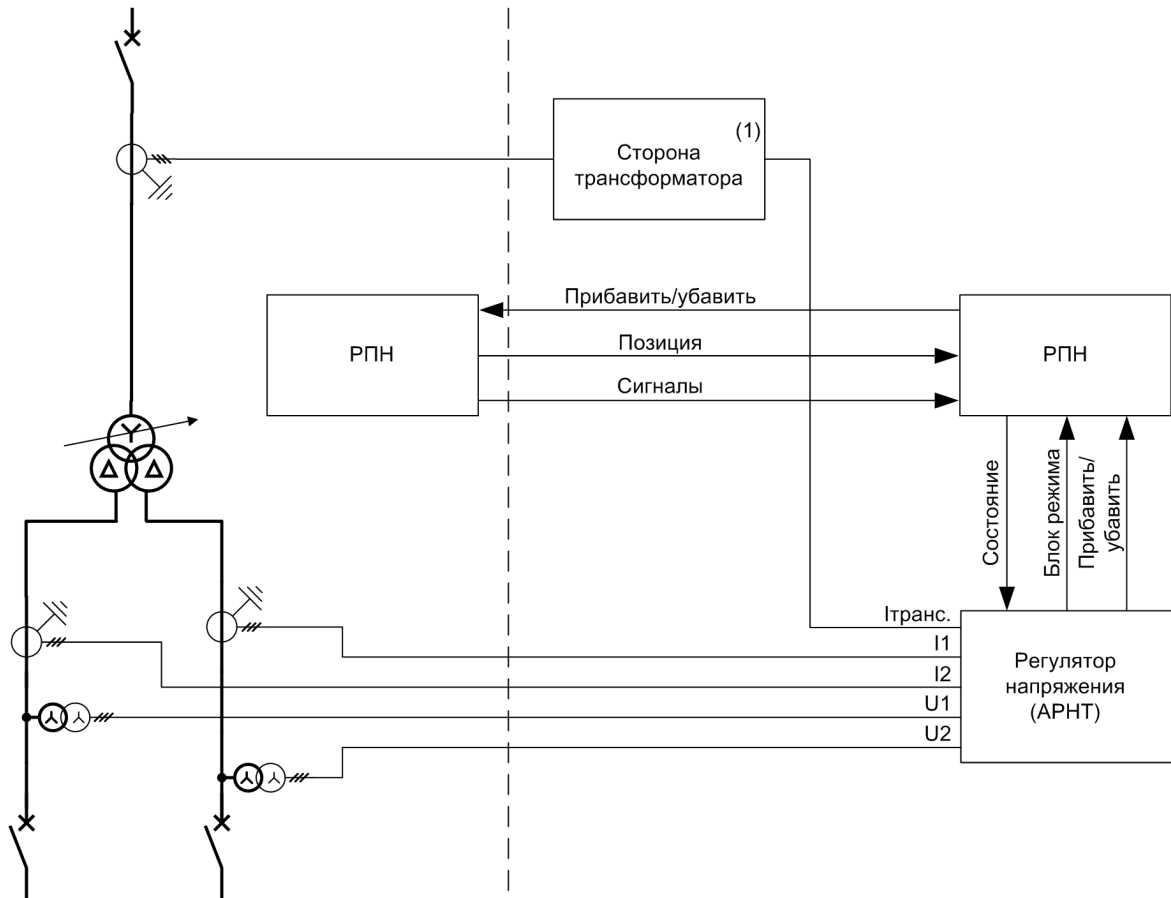 (1)
Сторона
трансформатора
Прибавить/убавить
РПН
Позиция
РПН
Сигналы
Состояние
Блок режима
Прибавить/
убавить
Iтранс.
I1
I2
U1
U2
Регулятор
напряжения
(АРНТ)